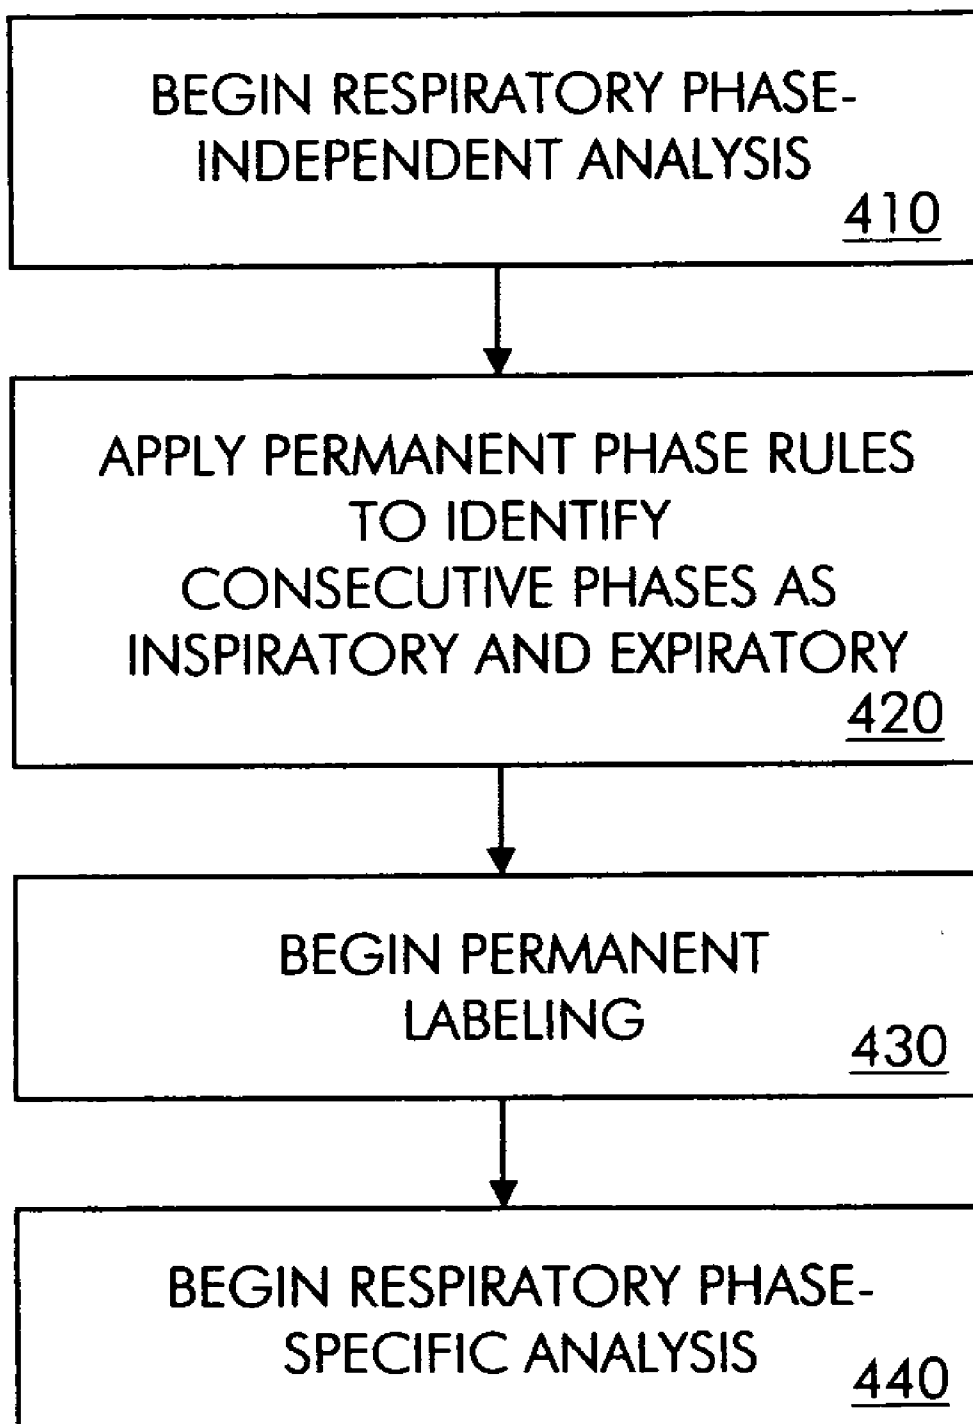 BEGIN RESPIRATORY PHASE-
INDEPENDENT ANALYSIS
410
APPLY PERMANENT PHASE RULES
TO IDENTIFY
CONSECUTIVE PHASES AS
INSPIRATORY AND EXPIRATORY
420
BEGIN PERMANENT
LABELING
430
BEGIN RESPIRATORY PHASE-
SPECIFIC ANALYSIS
440